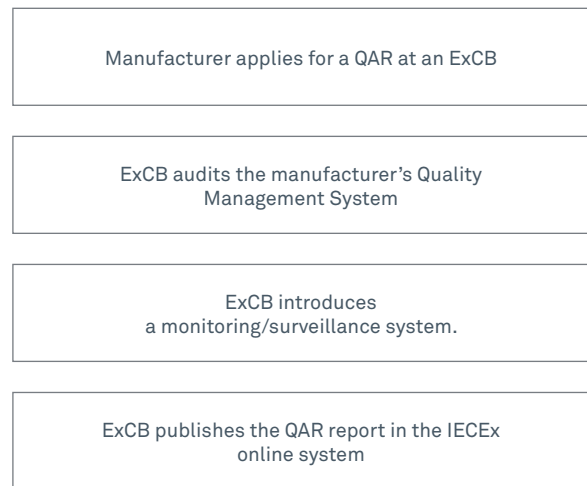 Manufacturer applies for a QAR at an ExCB
ExCB audits the manufacturer’s Quality
Management System
ExCB introduces
a monitoring/surveillance system.
ExCB publishes the QAR report in the IECEx
online system